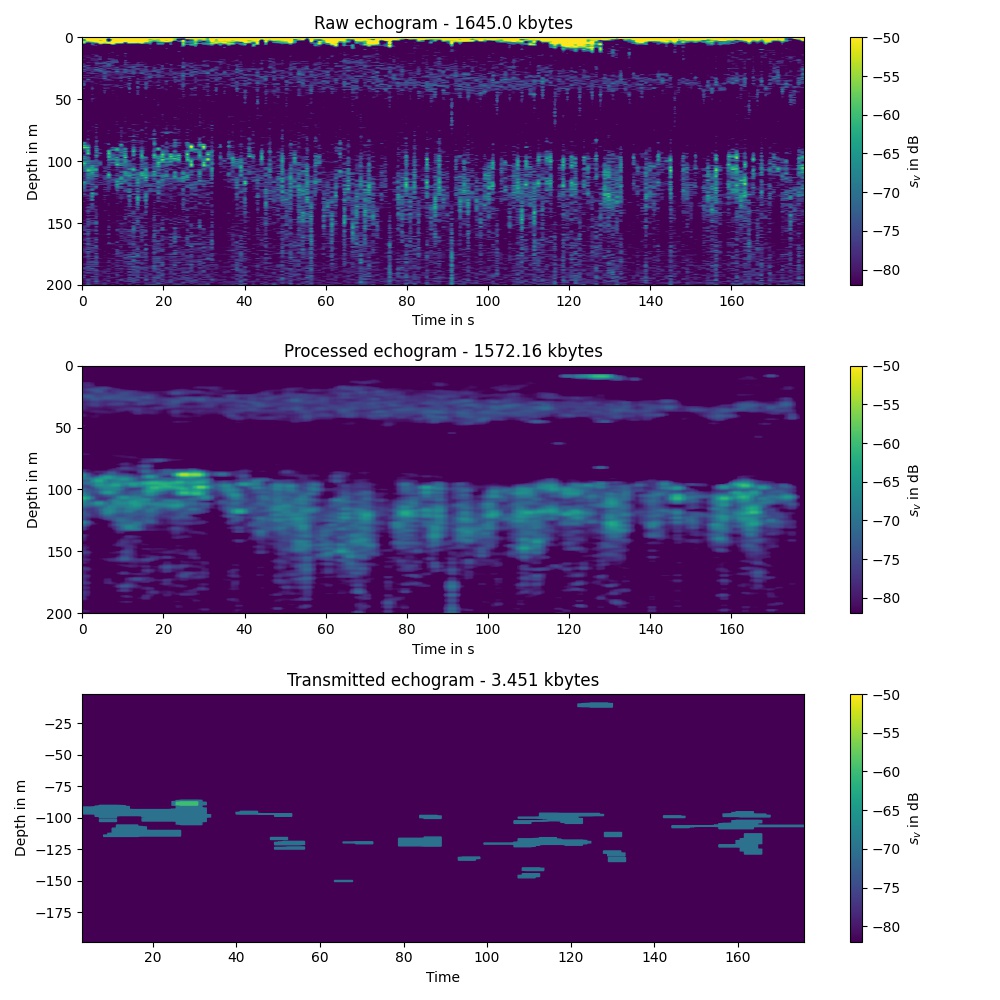 Raw echogram - 1645.0 kbytes
0
50
100
150
200
Depth in m
0 20 40 60 80 100 120 140 160
Time in s
−50
−55
−60
−65
−70
−75
−80
sv in dB
Processed echogram - 1572.16 kbytes
0
50
100
150
200
Depth in m
0 20 40 60 80 100 120 140 160
Time in s
−50
−55
−60
−65
−70
−75
−80
sv in dB
Transmitted echogram - 3.451 kbytes
−25
−50
−75
−100
−125
−150
−175
Depth in m
20 40 60 80 100 120 140 160
Time
−50
−55
−60
−65
−70
−75
−80
sv in dB